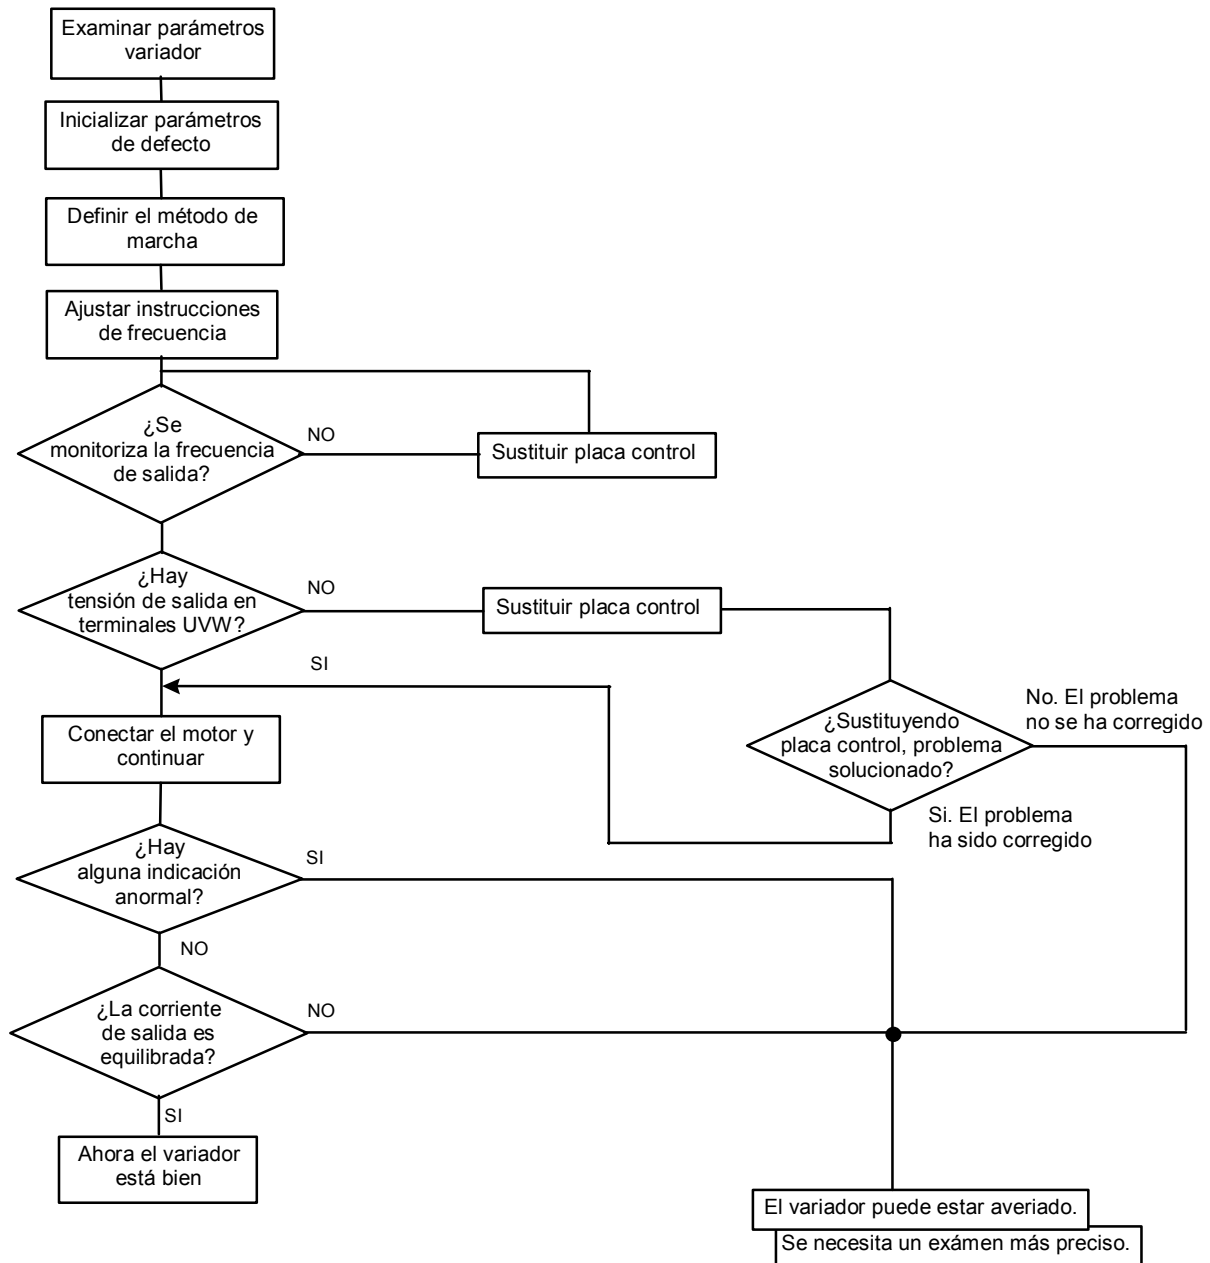 Examinar parámetros
variador
Inicializar parámetros
de defecto
Definir el método de
marcha
Ajustar instrucciones
de frecuencia
¿Se
monitoriza la frecuencia
de salida?
NO
Sustituir placa control
¿Hay
tensión de salida en
terminales UVW?
NO
Sustituir placa control
SI
¿Sustituyendo
placa control, problema
solucionado?
No. El problema
no se ha corregido
Si. El problema
ha sido corregido
Conectar el motor y
continuar
¿Hay
alguna indicación
anormal?
SI
NO
¿La corriente
de salida es
equilibrada?
NO
SI
Ahora el variador
está bien
El variador puede estar averiado.
Se necesita un exámen más preciso.